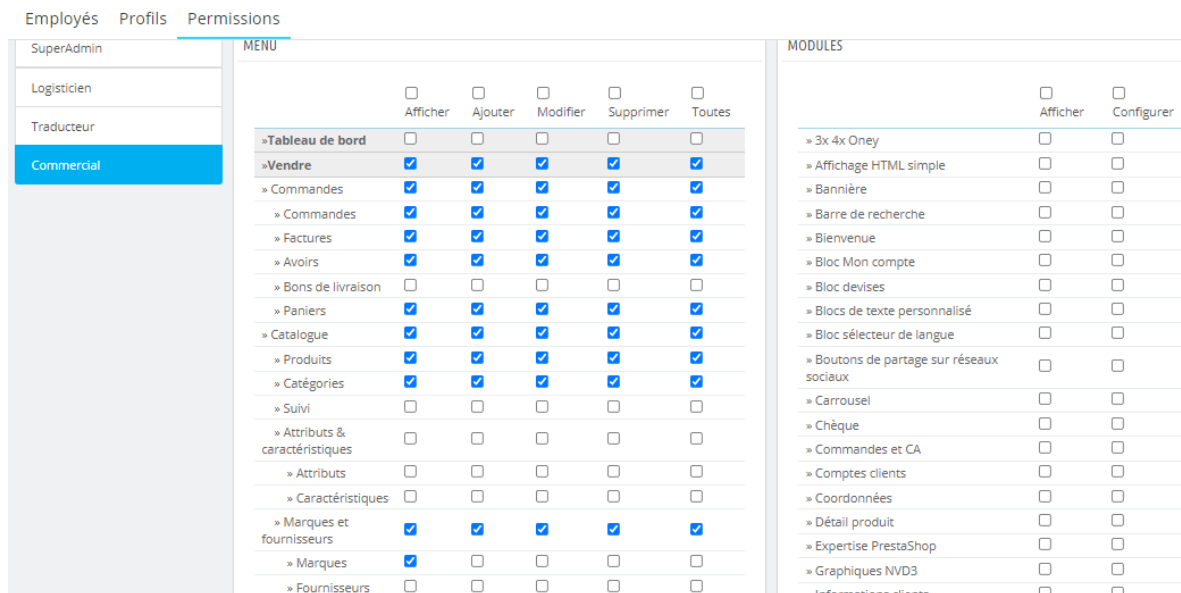 Employés Profils Permissions
SuperAdmin
Logisticien
Traducteur
Commercial
MENU
Afficher Ajouter Modifier Supprimer Toutes
»Tableau de bord
»Vendre
» Commandes
» Commandes
» Factures
» Avoirs
» Bons de livraison
» Paniers
» Catalogue
» Produits
» Catégories
» Suivi
» Attributs &
caractéristiques
» Attributs
» Caractéristiques
» Marques et
fournisseurs
» Marques
» Fournisseurs
MODULES
Afficher Configurer
» 3x 4x Oney
» Affichage HTML simple
» Bannière
» Barre de recherche
» Bienvenue
» Bloc Mon compte
» Bloc devises
» Blocs de texte personnalisé
» Bloc sélecteur de langue
» Boutons de partage sur réseaux
sociaux
» Carrousel
» Chèque
» Commandes et CA
» Comptes clients
» Coordonnées
» Détail produit
» Expertise PrestaShop
» Graphiques NVD3
» Informations clients